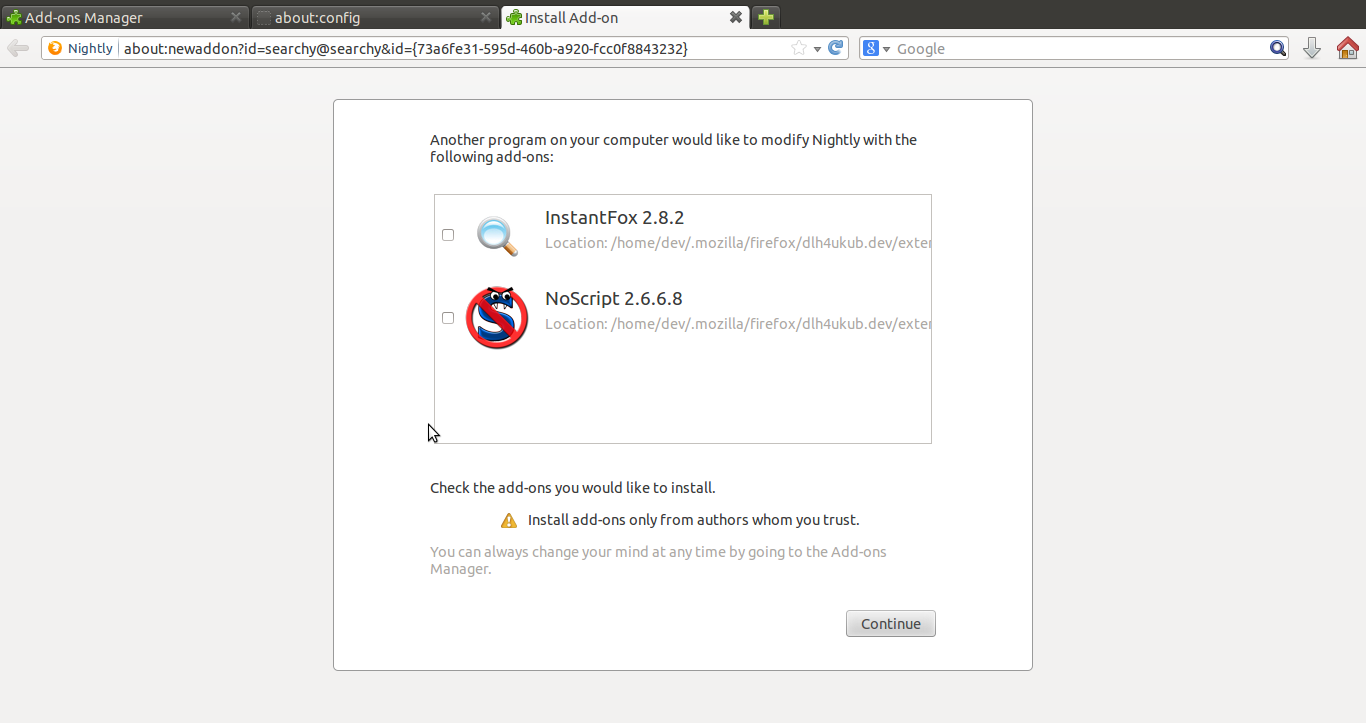 Add-ons Manager
about:config
Install Add-on
Nightly
about:newaddon?id=searchy@searchy&id={73a6fe31-595d-460b-a920-fcc0f8843232}
8
Google
Another program on your computer would like to modify Nightly with the
following add-ons:
InstantFox 2.8.2
Location: /home/dev/.mozilla/firefox/dlh4ukub.dev/exter
S
NoScript 2.6.6.8
Location: /home/dev/.mozilla/firefox/dlh4ukub.dev/exter
Check the add-ons you would like to install.
Install add-ons only from authors whom you trust.
You can always change your mind at any time by going to the Add-ons
Manager.
Continue